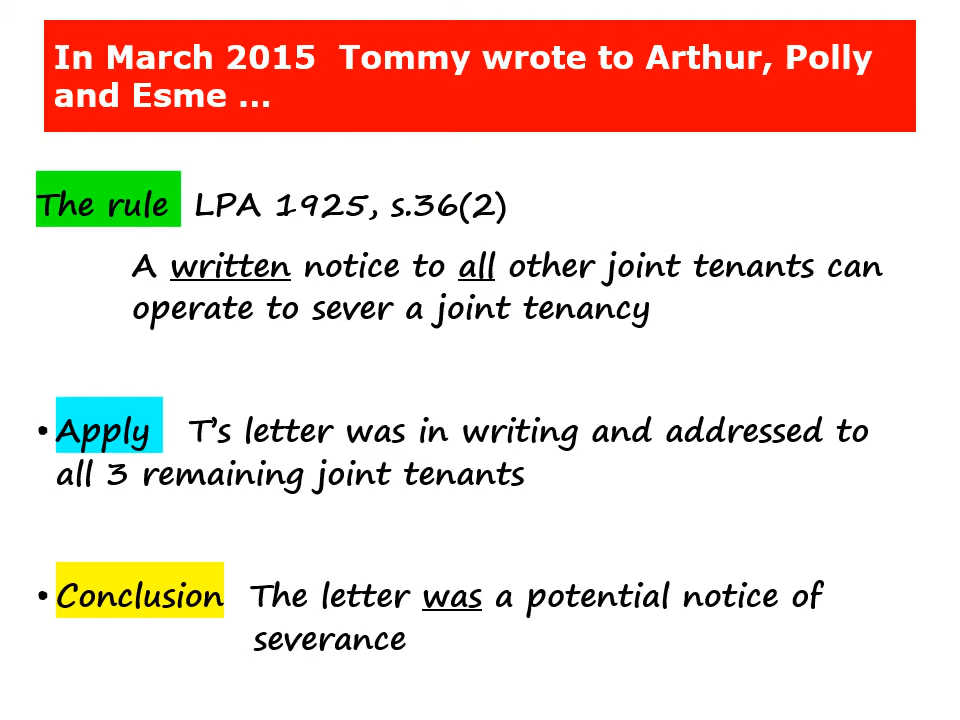 In March 2015  Tommy wrote to Arthur, Polly
and Esme ...
The rule LPA 1925, s.36(2)
A written notice to all other joint tenants can
operate to sever a joint tenancy
• Apply T’s letter was in writing and addressed to
all 3 remaining joint tenants
• Conclusion The letter was a potential notice of
severance